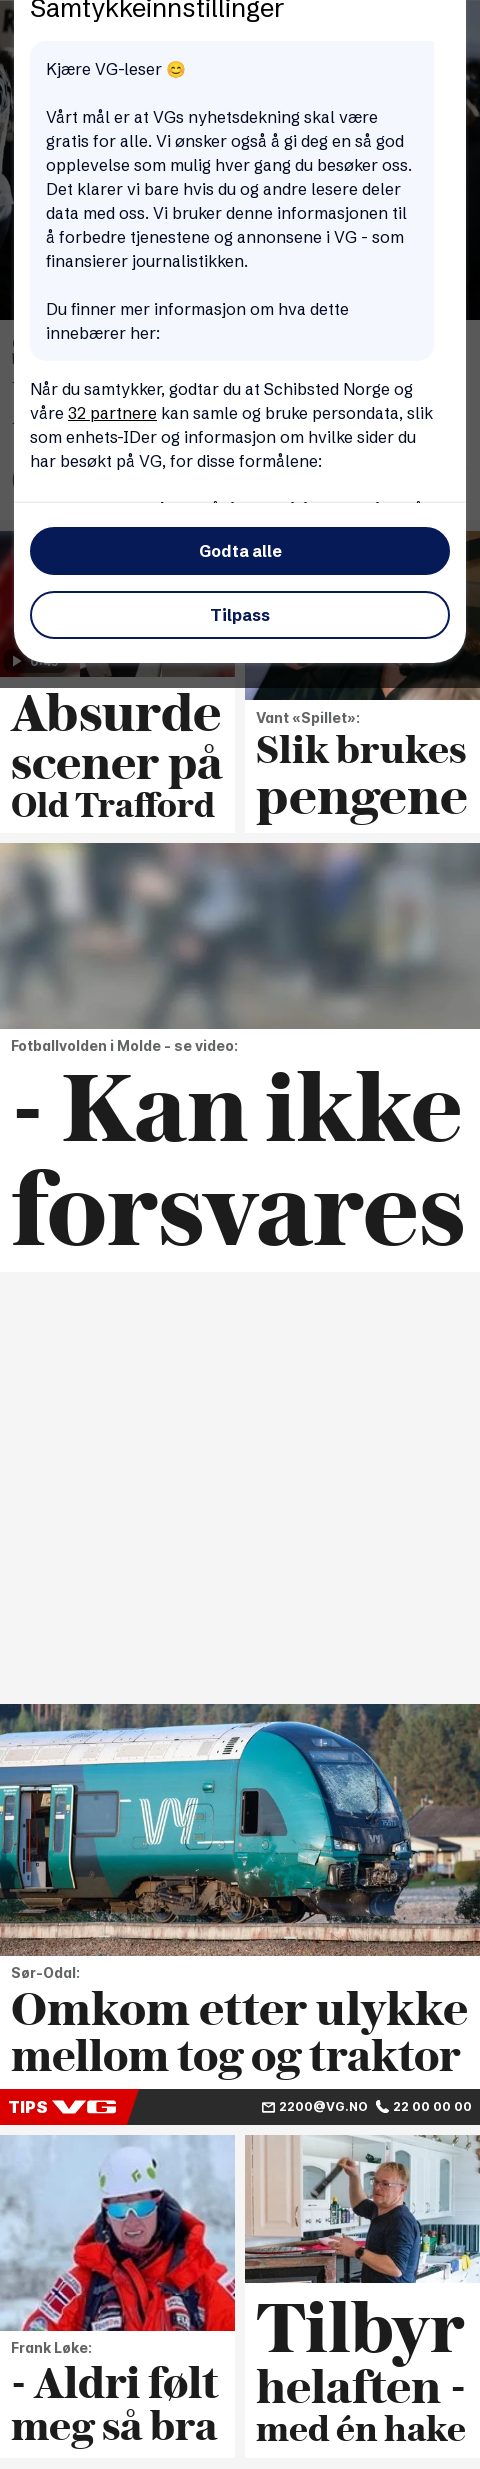 Samtykkeinnstillinger
Kjære VG-leser 😊
Vårt mål er at VGs nyhetsdekning skal være
gratis for alle. Vi ønsker også å gi deg en så god
opplevelse som mulig hver gang du besøker oss.
Det klarer vi bare hvis du og andre lesere deler
data med oss. Vi bruker denne informasjonen til
å forbedre tjenestene og annonsene i VG - som
finansierer journalistikken.
Du finner mer informasjon om hva dette
innebærer her:
Når du samtykker, godtar du at Schibsted Norge og
våre 32 partnere kan samle og bruke persondata, slik
som enhets-IDer og informasjon om hvilke sider du
har besøkt på VG, for disse formålene:
Godta alle
Tilpass
Absurde
scener på
Old Trafford
Vant «Spillet»:
Slik brukes
pengene
Fotballvolden i Molde - se video:
- Kan ikke
forsvares
VY
Sør-Odal:
Omkom etter ulykke
mellom tog og traktor
TIPS VG 2200@VG.NO 22 00 00 00
Frank Løke:
- Aldri følt
meg så bra
Tilbyr
helaften -
med én hake